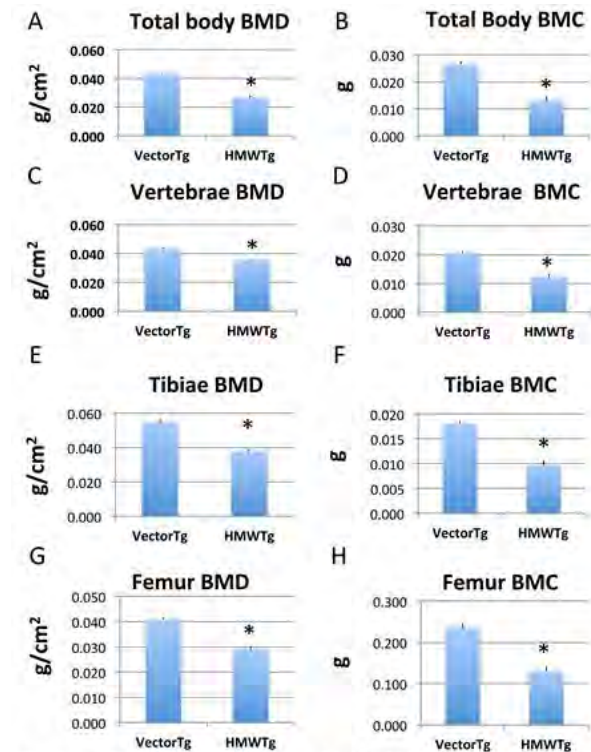 A
Total body BMD
g/cm²
0.060
0.040
0.020
0.000
*
VectorTg
HMWTg
B
Total Body BMC
g
0.030
0.020
0.010
0.000
*
VectorTg
HMWTg
C
Vertebrae BMD
g/cm²
0.060
0.040
0.020
0.000
*
VectorTg
HMWTg
D
Vertebrae BMC
g
0.030
0.020
0.010
0.000
*
VectorTg
HMWTg
E
Tibiae BMD
g/cm²
0.060
0.040
0.020
0.000
*
VectorTg
HMWTg
F
Tibiae BMC
g
0.020
0.015
0.010
0.005
0.000
*
VectorTg
HMWTg
G
Femur BMD
g/cm²
0.050
0.040
0.030
0.020
0.010
0.000
*
VectorTg
HMWTg
H
Femur BMC
g
0.300
0.200
0.100
0.000
*
VectorTg
HMWTg